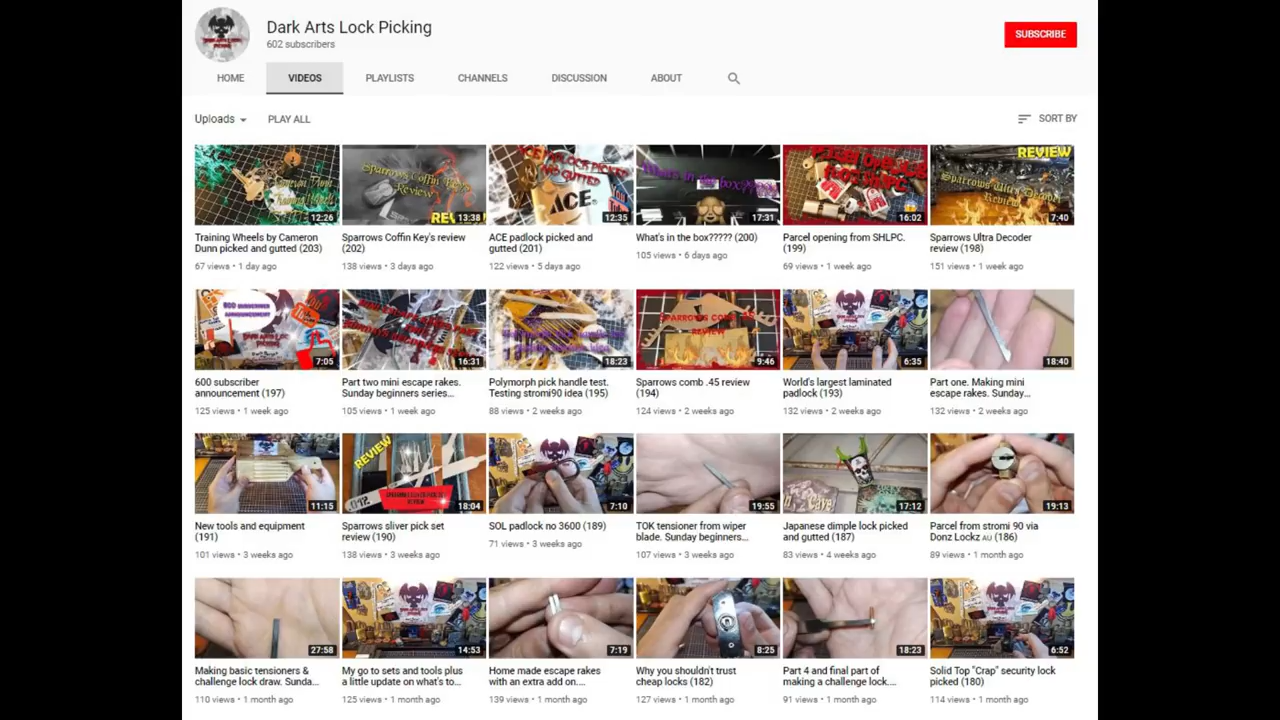 Dark Arts Lock Picking
602 subscribers
SUBSCRIBE
HOME
VIDEOS
PLAYLISTS
CHANNELS
DISCUSSION
ABOUT
Uploads
PLAY ALL
SORT BY
12:26
13:38
12:35
17:31
16:02
REVIEW
7:40
Training Wheels by Cameron
Dunn picked and gutted (203)
67 views • 1 day ago
Sparrows Coffin Key's review
(202)
138 views • 3 days ago
ACE padlock picked and
gutted (201)
122 views • 5 days ago
What's in the box????? (200)
105 views • 6 days ago
Parcel opening from SHLPC.
(199)
69 views • 1 week ago
Sparrows Ultra Decoder
review (198)
151 views • 1 week ago
7:05
16:31
18:23
9:46
6:35
18:40
600 subscriber
announcement (197)
125 views • 1 week ago
Part two mini escape rakes.
Sunday beginners series...
105 views • 1 week ago
Polymorph pick handle test.
Testing stromi90 idea (195)
88 views • 2 weeks ago
Sparrows comb .45 review
(194)
124 views • 2 weeks ago
World's largest laminated
padlock (193)
132 views • 2 weeks ago
Part one. Making mini
escape rakes. Sunday...
132 views • 2 weeks ago
11:15
REVIEW
18:04
7:10
19:55
17:12
19:13
New tools and equipment
(191)
101 views • 3 weeks ago
Sparrows sliver pick set
review (190)
138 views • 3 weeks ago
SOL padlock no 3600 (189)
71 views • 3 weeks ago
TOK tensioner from wiper
blade. Sunday beginners...
107 views • 3 weeks ago
Japanese dimple lock picked
and gutted (187)
83 views • 4 weeks ago
Parcel from stromi 90 via
Donz Lockz AU (186)
89 views • 1 month ago
27:58
14:53
7:19
8:25
18:23
6:52
Making basic tensioners &
challenge lock draw. Sunda...
110 views • 1 month ago
My go to sets and tools plus
a little update on what's to...
125 views • 1 month ago
Home made escape rakes
with an extra add on....
139 views • 1 month ago
Why you shouldn't trust
cheap locks (182)
127 views • 1 month ago
Part 4 and final part of
making a challenge lock....
91 views • 1 month ago
Solid Top "Crap" security lock
picked (180)
114 views • 1 month ago